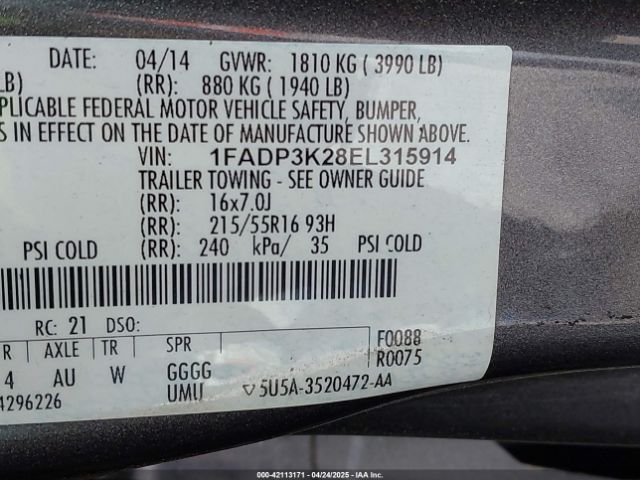 DATE: 04/14 GVWR: 1810 KG ( 3990 LB)
LB) (RR): 880 KG ( 1940 LB)
PLICABLE FEDERAL MOTOR VEHICLE SAFETY, BUMPER,
S IN EFFECT ON THE DATE OF MANUFACTURE SHOWN ABOVE.
VIN: 1FADP3K28EL315914
TRAILER TOWING - SEE OWNER GUIDE
(RR): 16x7.0J
(RR): 215/55R16 93H
PSI COLD (RR): 240 kPa/ 35 PSI COLD
RC: 21 DSO:
R AXLE TR SPR F0088
R0075
4 AU W GGGG
4296226 UMU 5U5A-3520472-AA
000-42113171 - 04/24/2025 - IAAI